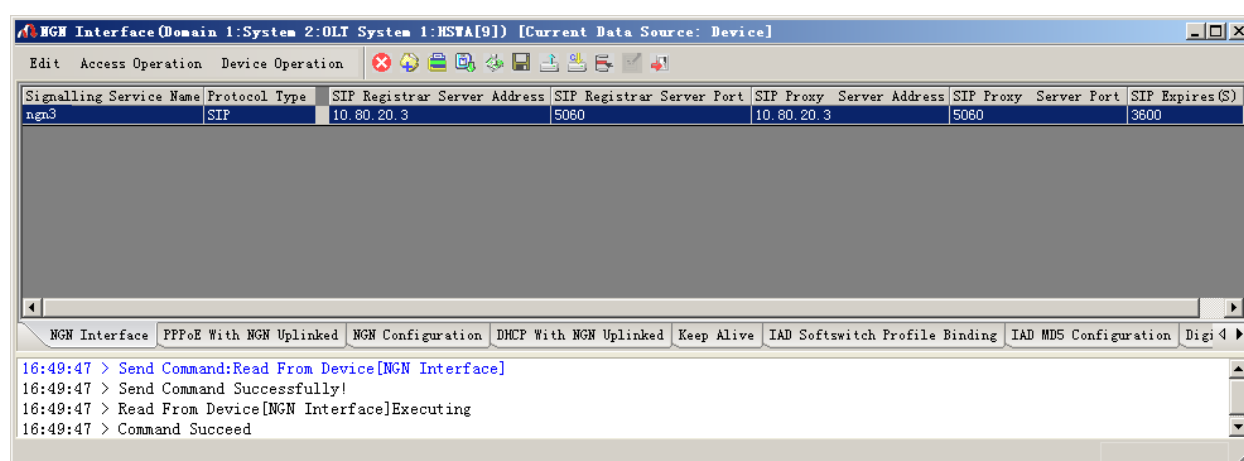 NGN Interface(Domain 1:System 2:OLT System 1:HSWA[9]) [Current Data Source: Device]
Edit Access Operation Device Operation
Signalling Service Name Protocol Type SIP Registrar Server Address SIP Registrar Server Port SIP Proxy Server Address SIP Proxy Server Port SIP Expires(S)
ngn3 SIP 10.80.20.3 5060 10.80.20.3 5060 3600
NGN Interface PPPoE With NGN Uplinked NGN Configuration DHCP With NGN Uplinked Keep Alive IAD Softswitch Profile Binding IAD MD5 Configuration Digi
16:49:47 > Send Command:Read From Device[NGN Interface]
16:49:47 > Send Command Successfully!
16:49:47 > Read From Device[NGN Interface]Executing
16:49:47 > Command Succeed